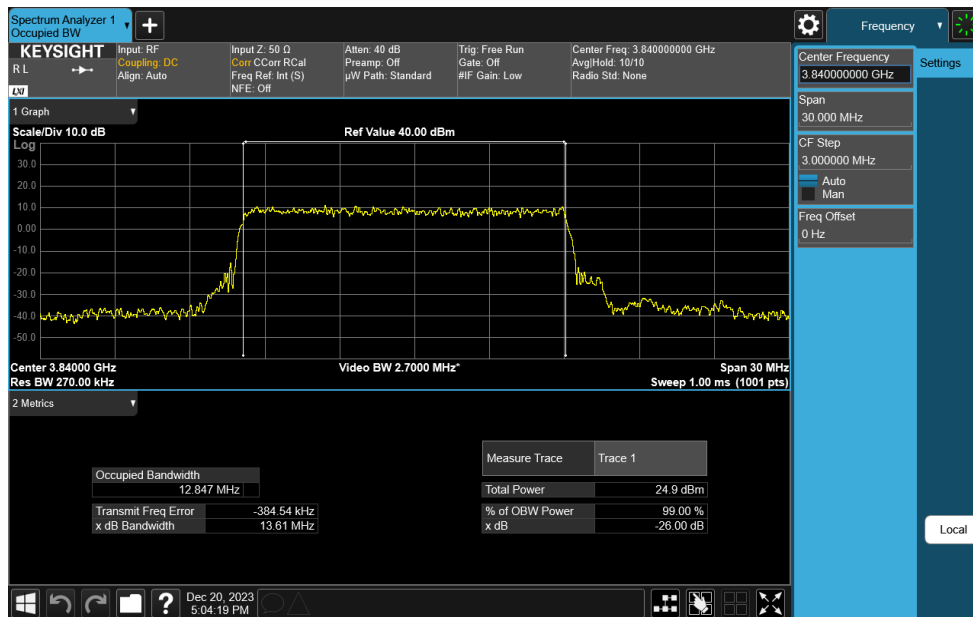 Spectrum Analyzer 1
Occupied BW
Frequency
KEYSIGHT
R L
LXI
Input: RF
Coupling: DC
Align: Auto
Input Z: 50 Ω
Corr CCorr RCal
Freq Ref: Int (S)
NFE: Off
Atten: 40 dB
Preamp: Off
µW Path: Standard
Trig: Free Run
Gate: Off
#IF Gain: Low
Center Freq: 3.840000000 GHz
Avg|Hold: 10/10
Radio Std: None
Center Frequency
3.840000000 GHz
Settings
Span
30.000 MHz
CF Step
3.000000 MHz
Auto
Man
Freq Offset
0 Hz
Local
1 Graph
Scale/Div 10.0 dB
Ref Value 40.00 dBm
Log
30.0
20.0
10.0
0.00
-10.0
-20.0
-30.0
-40.0
-50.0
Center 3.84000 GHz
Video BW 2.7000 MHz*
Span 30 MHz
Res BW 270.00 kHz
Sweep 1.00 ms (1001 pts)
2 Metrics
Measure Trace Trace 1
Occupied Bandwidth
12.847 MHz
Total Power 24.9 dBm
Transmit Freq Error -384.54 kHz
% of OBW Power 99.00 %
x dB Bandwidth 13.61 MHz
x dB -26.00 dB
?
Dec 20, 2023
5:04:19 PM